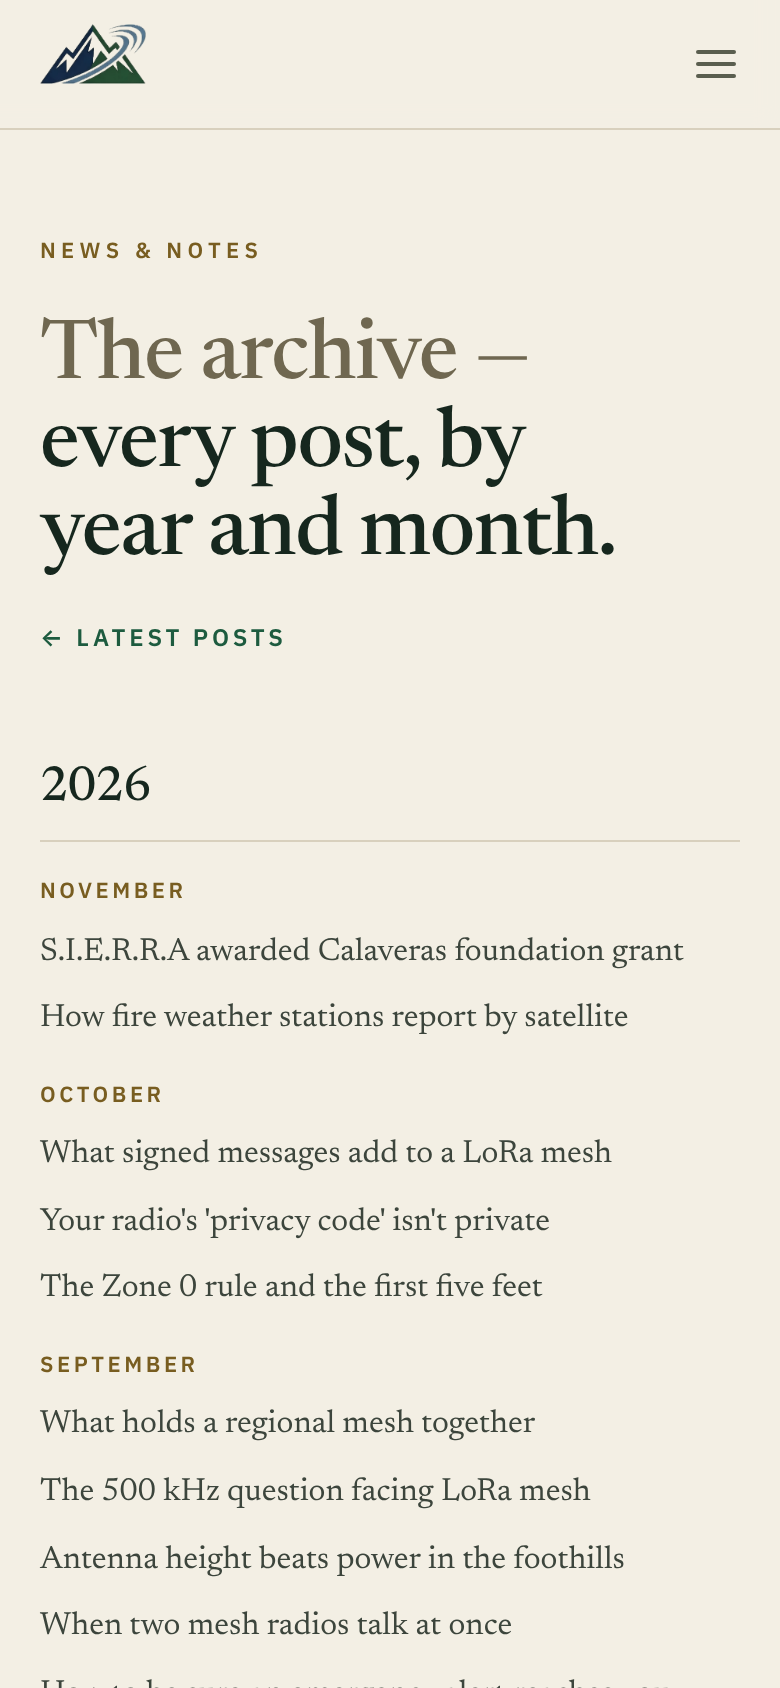 NEWS & NOTES
The archive —
every post, by
year and month.
← LATEST POSTS
2026
NOVEMBER
S.I.E.R.R.A awarded Calaveras foundation grant
How fire weather stations report by satellite
OCTOBER
What signed messages add to a LoRa mesh
Your radio's 'privacy code' isn't private
The Zone 0 rule and the first five feet
SEPTEMBER
What holds a regional mesh together
The 500 kHz question facing LoRa mesh
Antenna height beats power in the foothills
When two mesh radios talk at once